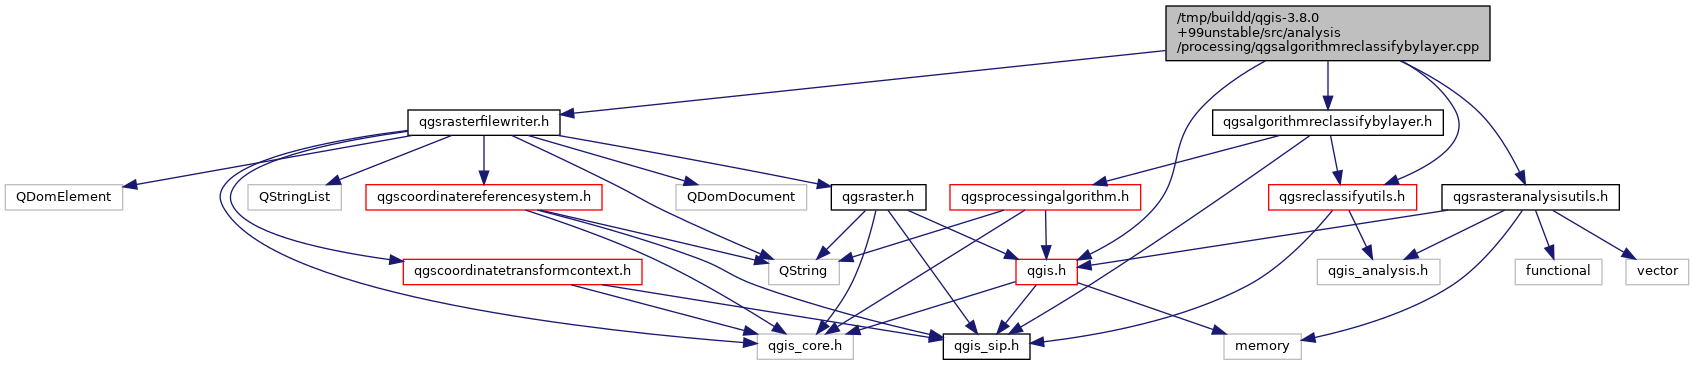 /tmp/buildd/qgis-3.8.0
+99unstable/src/analysis
/processing/qgsalgorithmreclassifybylayer.cpp
qgsrasterfilewriter.h
qgsalgorithmreclassifybylayer.h
QDomElement
QStringList
qgscoordinatereferencesystem.h
QDomDocument
qgsraster.h
qgsprocessingalgorithm.h
qgsreclassifyutils.h
qgsrasteranalysisutils.h
qgscoordinatetransformcontext.h
QString
qgis.h
qgis_analysis.h
functional
vector
qgis_core.h
qgis_sip.h
memory